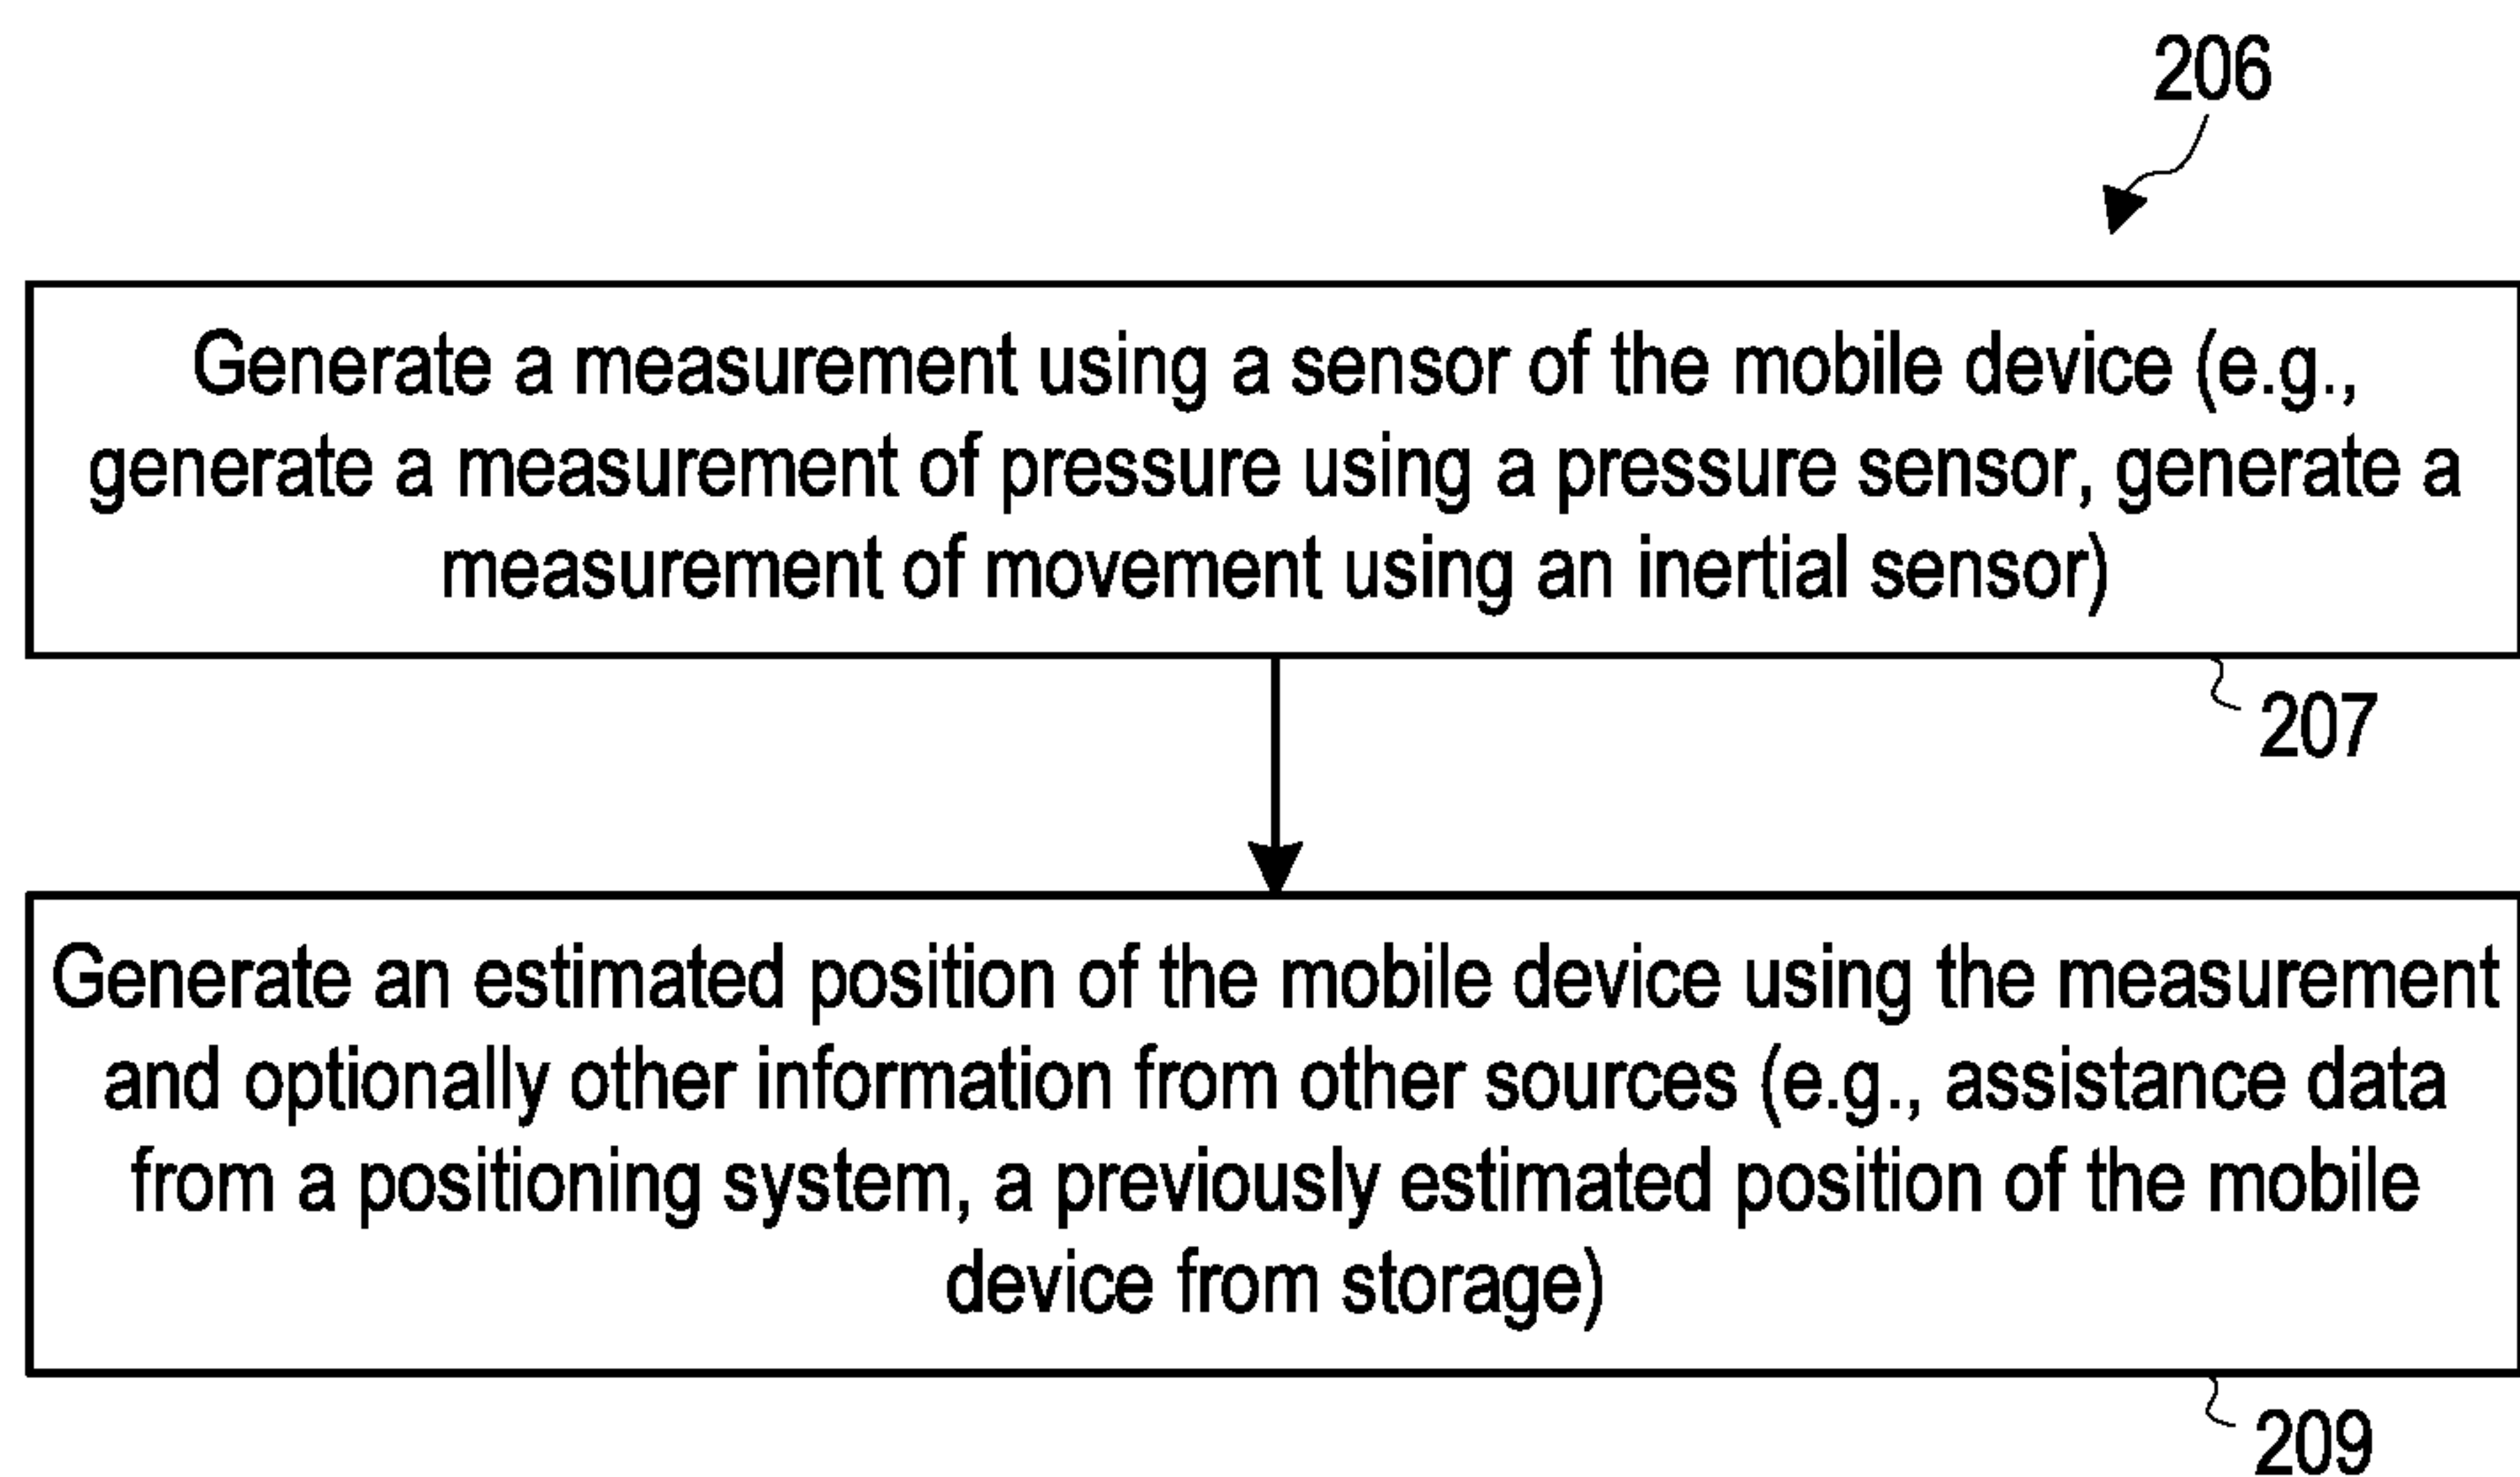 206
Generate a measurement using a sensor of the mobile device (e.g.,
generate a measurement of pressure using a pressure sensor, generate a
measurement of movement using an inertial sensor)
207
Generate an estimated position of the mobile device using the measurement
and optionally other information from other sources (e.g., assistance data
from a positioning system, a previously estimated position of the mobile
device from storage)
209